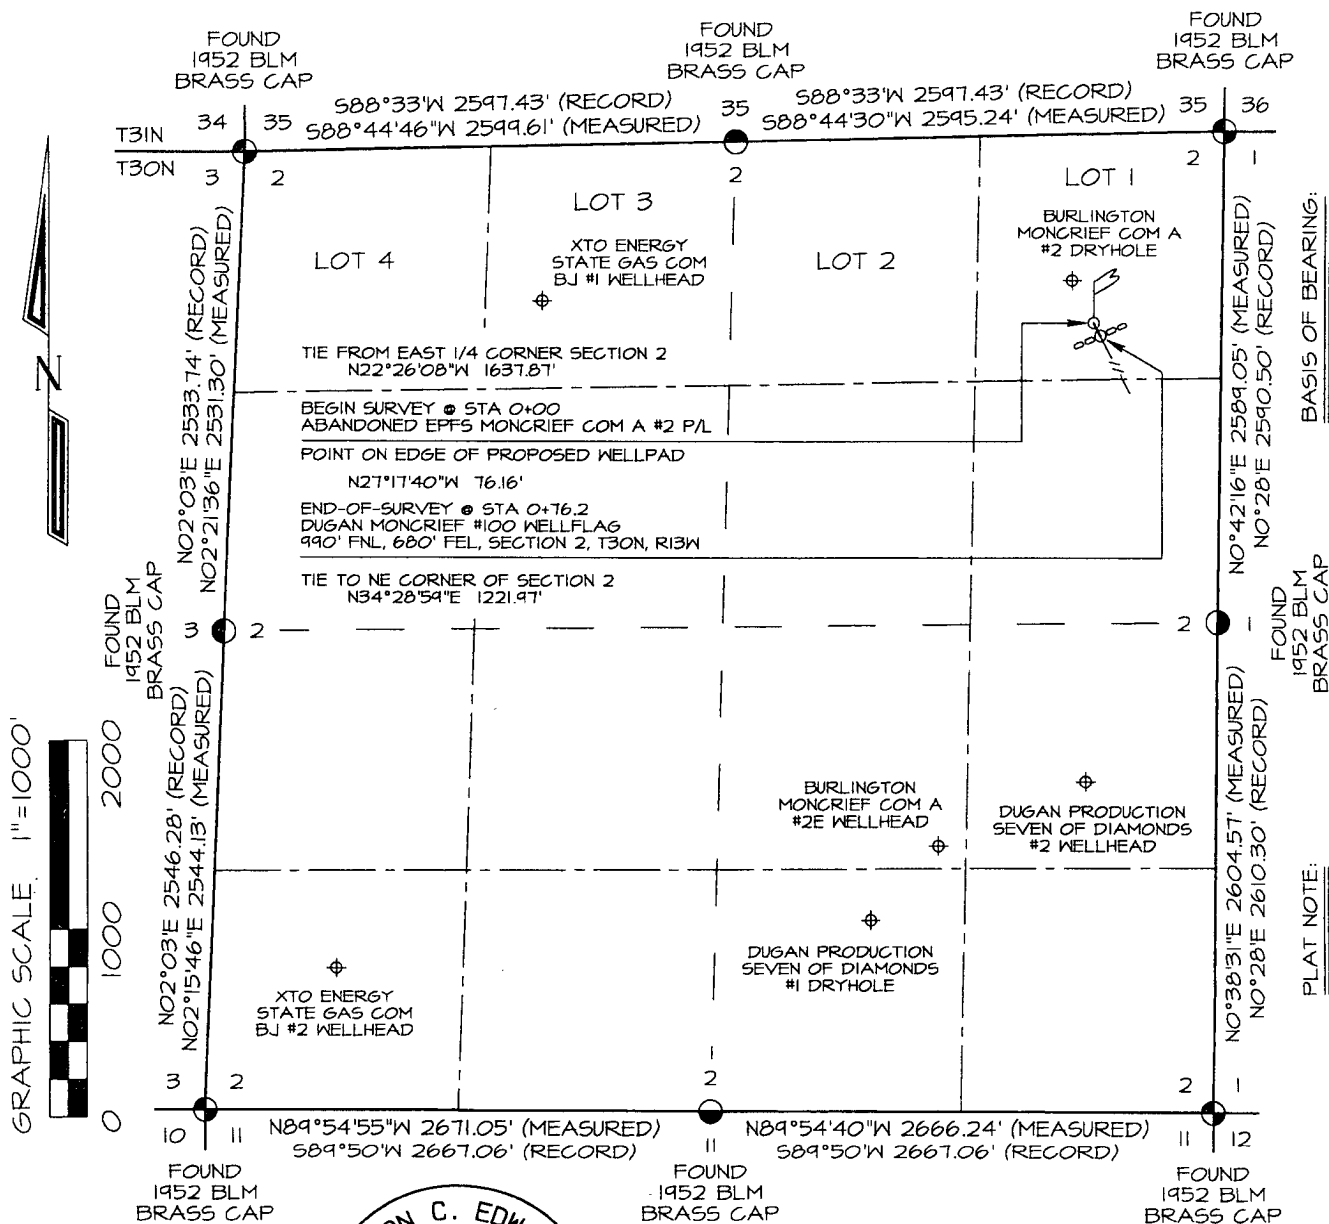 FOUND
1952 BLM
BRASS CAP
FOUND
1952 BLM
BRASS CAP
FOUND
1952 BLM
BRASS CAP
S88°33'W 2597.43' (RECORD)
S88°44'46"W 2599.61' (MEASURED)
S88°33'W 2597.43' (RECORD)
S88°44'30"W 2595.24' (MEASURED)
34
35
35
35
36
T31N
T30N
3
2
2
2
1
LOT 4
LOT 3
LOT 2
LOT 1
XTO ENERGY
STATE GAS COM
BJ #1 WELLHEAD
BURLINGTON
MONCRIEF COM A
#2 DRYHOLE
N
N02°03'E 2533.74' (RECORD)
N02°21'36"E 2531.30' (MEASURED)
N0°42'16"E 2589.05' (MEASURED)
N0°28'E 2590.50' (RECORD)
BASIS OF BEARING:
TIE FROM EAST 1/4 CORNER SECTION 2
N22°26'08"W 1637.87'
BEGIN SURVEY @ STA 0+00
ABANDONED EPFS MONCRIEF COM A #2 P/L
POINT ON EDGE OF PROPOSED WELLPAD
N27°17'40"W 76.16'
END-OF-SURVEY @ STA 0+76.2
DUGAN MONCRIEF #100 WELLFLAG
990' FNL, 680' FEL, SECTION 2, T30N, R13W
TIE TO NE CORNER OF SECTION 2
N34°28'59"E 1221.97'
FOUND
1952 BLM
BRASS CAP
3
2
2
1
FOUND
1952 BLM
BRASS CAP
GRAPHIC SCALE 1"=1000'
0
1000
2000
N02°03'E 2546.28' (RECORD)
N02°15'46"E 2544.13' (MEASURED)
N0°38'31"E 2604.57' (MEASURED)
N0°28'E 2610.30' (RECORD)
PLAT NOTE:
BURLINGTON
MONCRIEF COM A
#2E WELLHEAD
DUGAN PRODUCTION
SEVEN OF DIAMONDS
#2 WELLHEAD
DUGAN PRODUCTION
SEVEN OF DIAMONDS
#1 DRYHOLE
XTO ENERGY
STATE GAS COM
BJ #2 WELLHEAD
3
2
2
2
1
10
11
11
11
12
N89°54'55"W 2671.05' (MEASURED)
S89°50'W 2667.06' (RECORD)
N89°54'40"W 2666.24' (MEASURED)
S89°50'W 2667.06' (RECORD)
FOUND
1952 BLM
BRASS CAP
FOUND
1952 BLM
BRASS CAP
FOUND
1952 BLM
BRASS CAP
C.